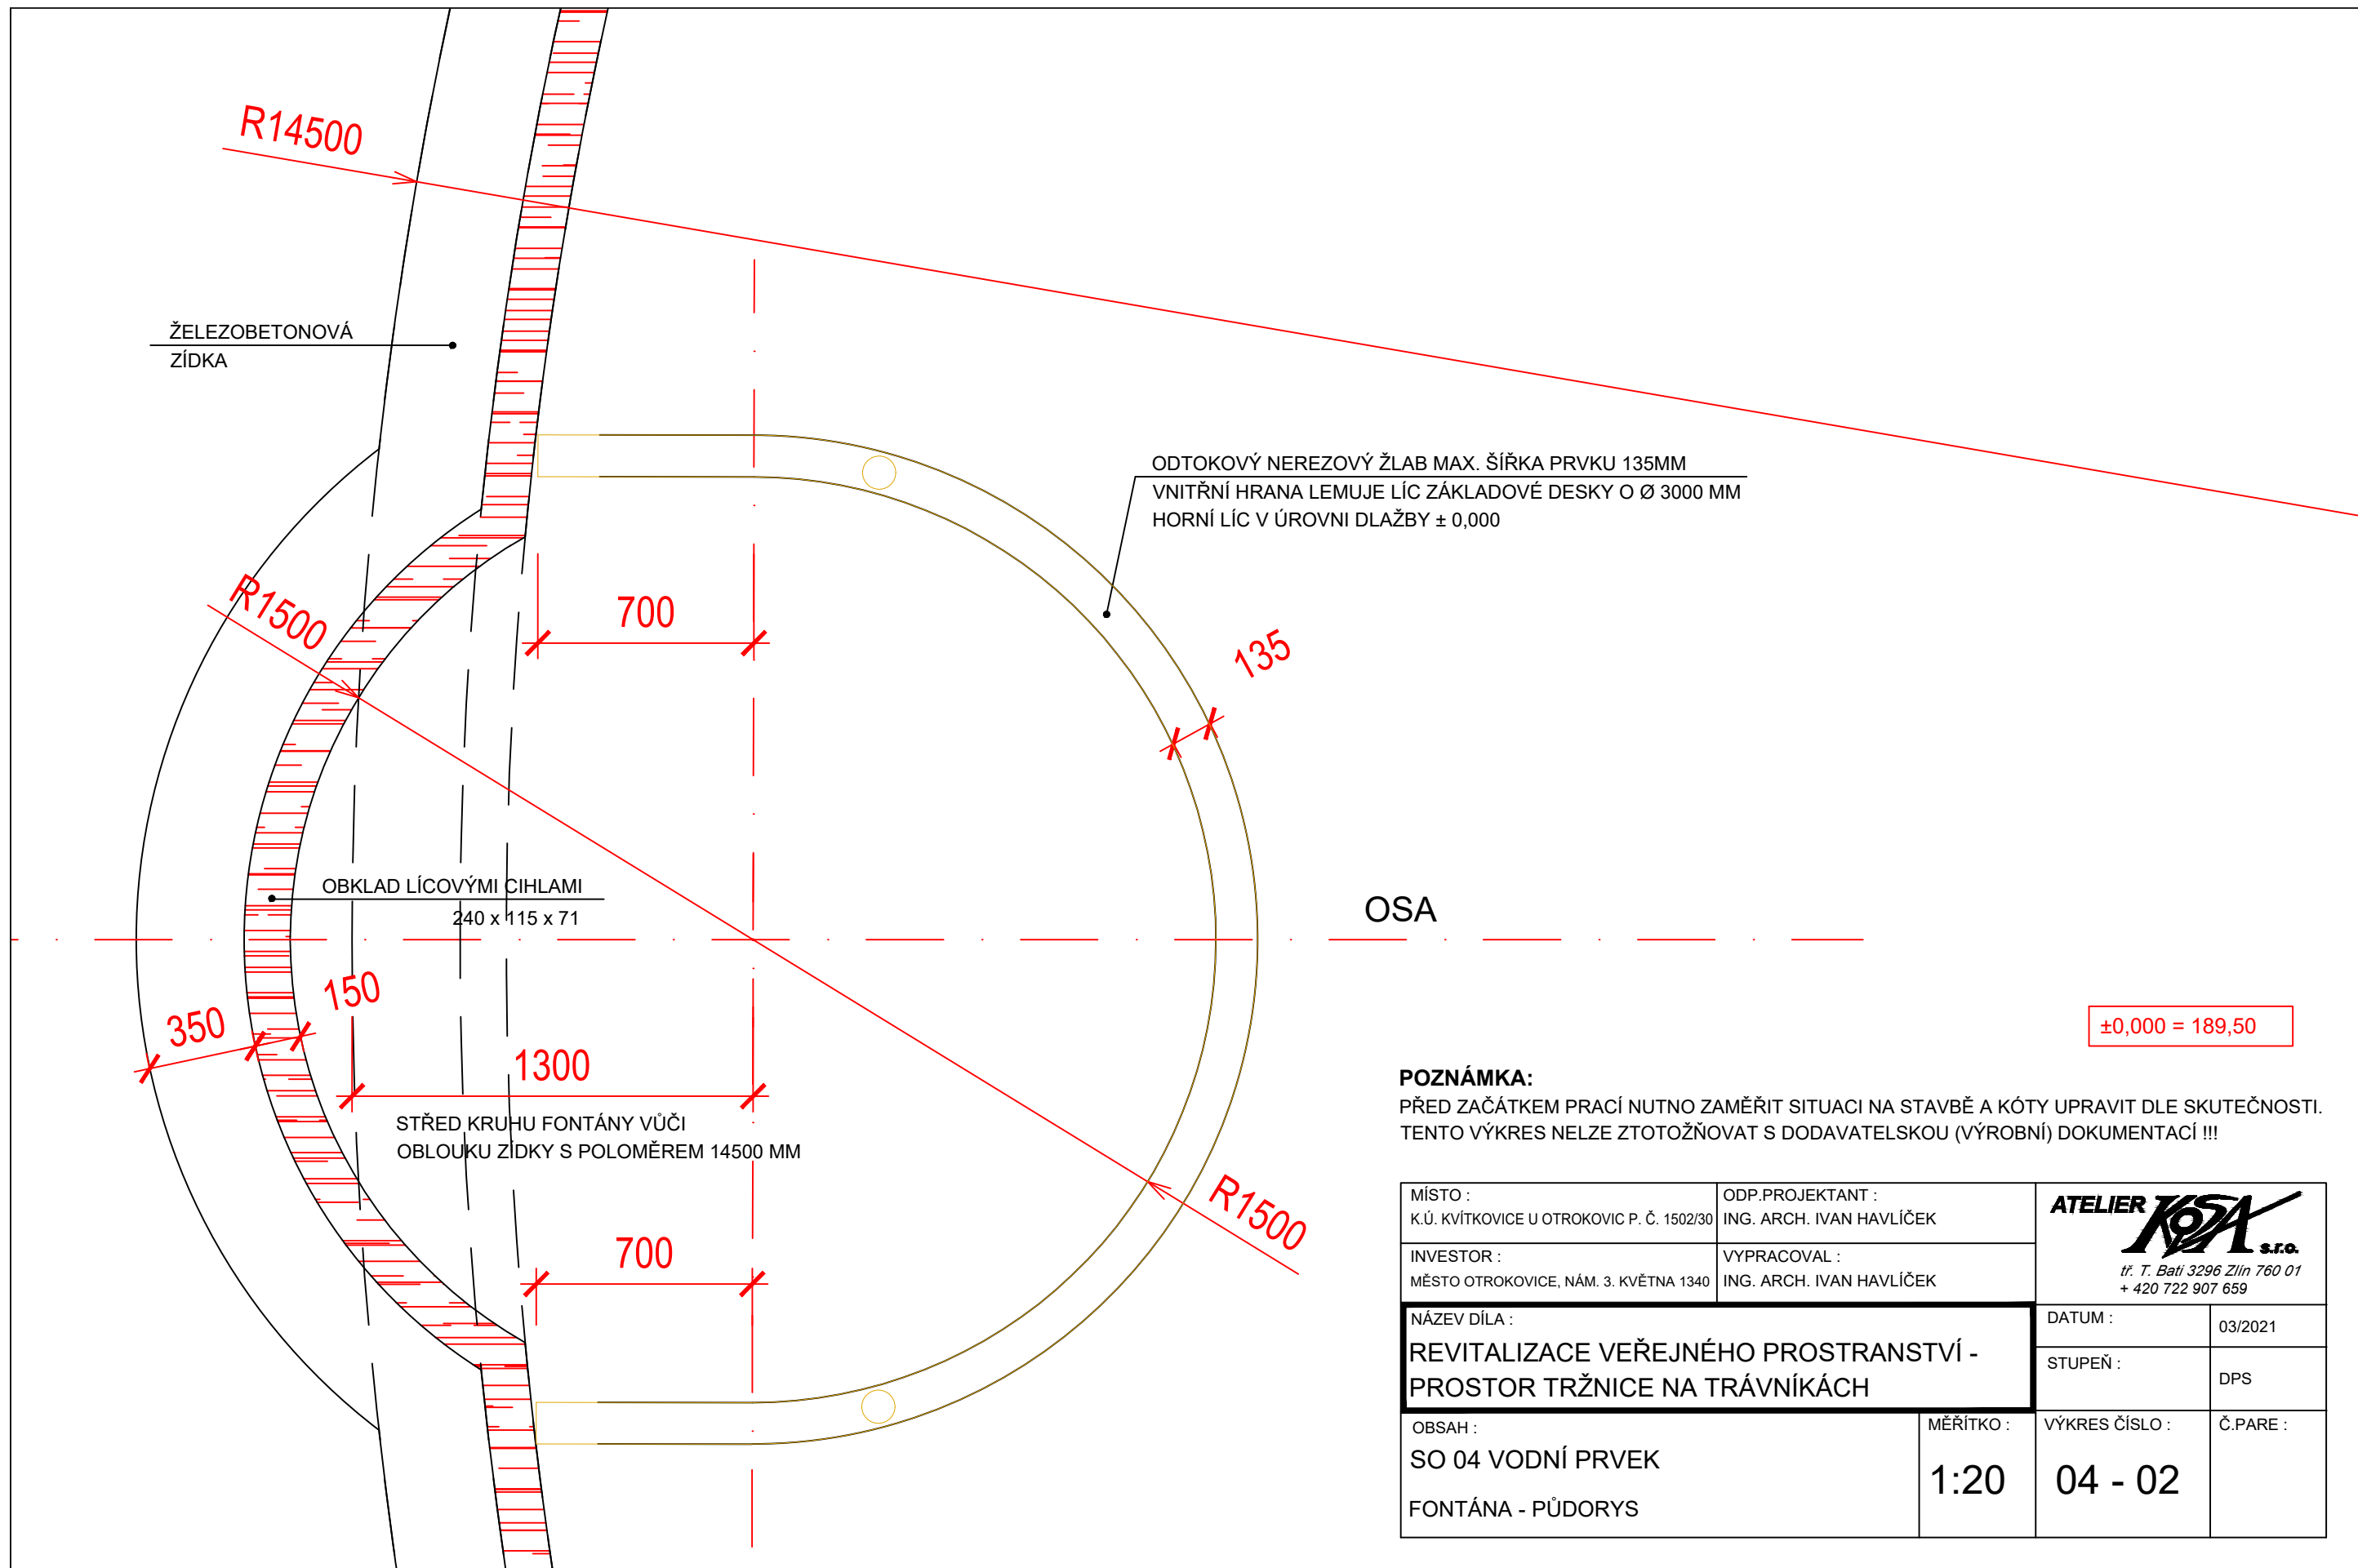 R14500
ŽELEZOBETONOVÁ
ZÍDKA
ODTOKOVÝ NEREZOVÝ ŽLAB MAX. ŠÍŘKA PRVKU 135MM
VNITŘNÍ HRANA LEMUJE LÍC ZÁKLADOVÉ DESKY O Ø 3000 MM
HORNÍ LÍC V ÚROVNI DLAŽBY ± 0,000
R1500
700
135
OBKLAD LÍCOVÝMI CIHLAMI
240 x 115 x 71
OSA
350
150
1300
STŘED KRUHU FONTÁNY VŮČI
OBLOUKU ZÍDKY S POLOMĚREM 14500 MM
700
R1500
±0,000 = 189,50
POZNÁMKA:
PŘED ZAČÁTKEM PRACÍ NUTNO ZAMĚŘIT SITUACI NA STAVBĚ A KÓTY UPRAVIT DLE SKUTEČNOSTI.
TENTO VÝKRES NELZE ZTOTOŽŇOVAT S DODAVATELSKOU (VÝROBNÍ) DOKUMENTACÍ !!!
MÍSTO :
K.Ú. KVÍTKOVICE U OTROKOVIC P. Č. 1502/30
ODP.PROJEKTANT :
ING. ARCH. IVAN HAVLÍČEK
INVESTOR :
MĚSTO OTROKOVICE, NÁM. 3. KVĚTNA 1340
VYPRACOVAL :
ING. ARCH. IVAN HAVLÍČEK
ATELIER KOSA s.r.o.
tř. T. Bati 3296 Zlín 760 01
+ 420 722 907 659
NÁZEV DÍLA :
REVITALIZACE VEŘEJNÉHO PROSTRANSTVÍ -
PROSTOR TRŽNICE NA TRÁVNÍKÁCH
DATUM :
03/2021
STUPEŇ :
DPS
OBSAH :
SO 04 VODNÍ PRVEK
FONTÁNA - PŮDORYS
MĚŘÍTKO :
1:20
VÝKRES ČÍSLO :
04 - 02
Č.PARE :